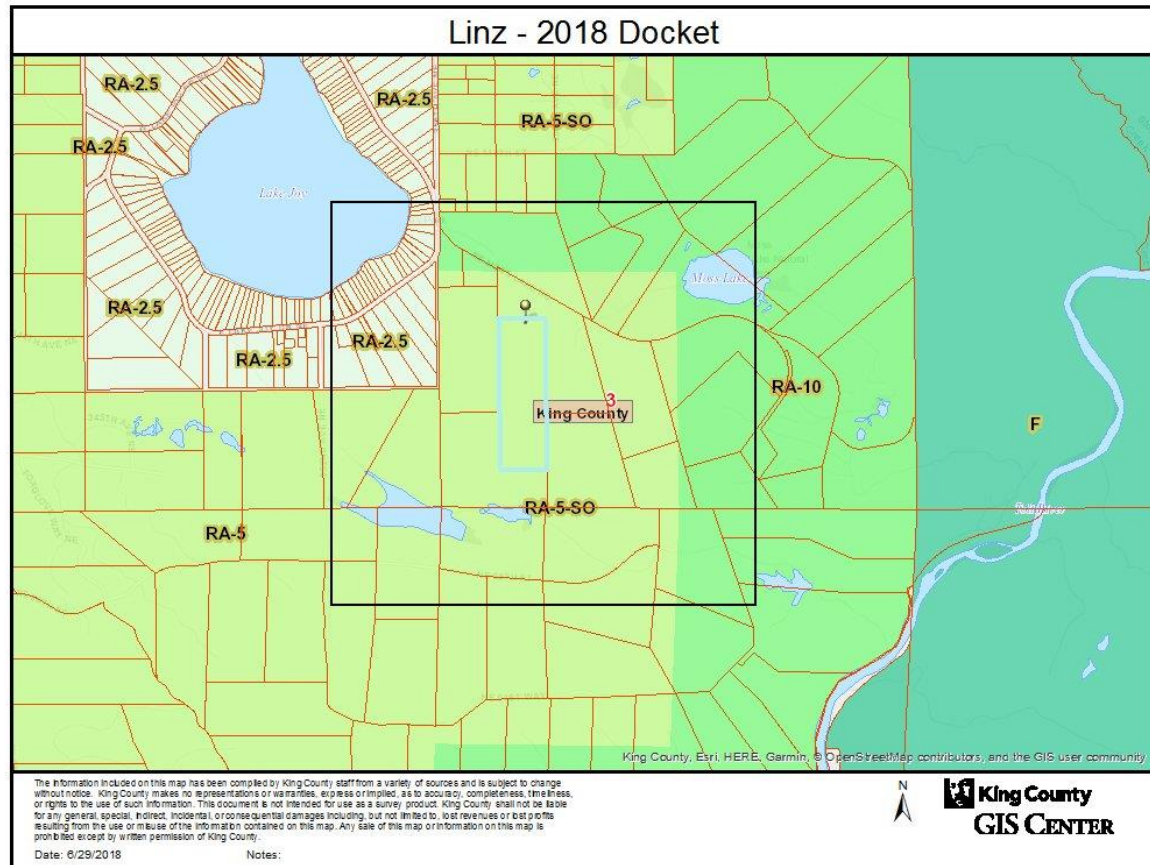 Linz - 2018 Docket
RA-2.5
RA-2.5
RA-5-SO
RA-2.5
Lake Joy
Moss Lake
RA-2.5
RA-2.5
RA-2.5
RA-10
3
King County
F
RA-5-SO
RA-5
King County, Esri, HERE, Garmin, © OpenStreetMap contributors, and the GIS user community
The information included on this map has been compiled by King County staff from a variety of sources and is subject to change
without notice. King County makes no representations or warranties, express or implied, as to accuracy, completeness, timeliness,
or rights to the use of such information. This document is not intended for use as a survey product. King County shall not be liable
for any general, special, indirect, incidental, or consequential damages including, but not limited to, lost revenues or lost profits
resulting from the use or misuse of the information contained on this map. Any sale of this map or information on this map is
prohibited except by written permission of King County.
Date: 6/29/2018 Notes:
N
King County
GIS CENTER